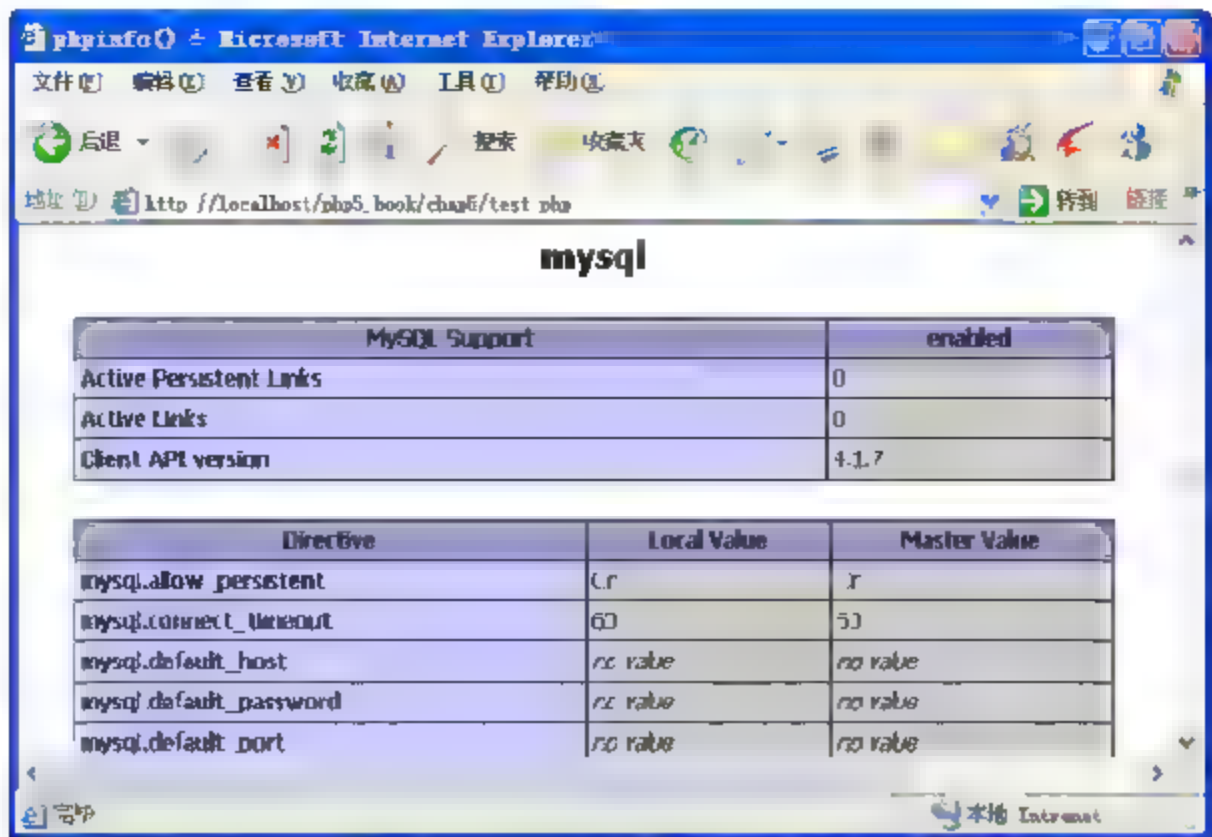 phpinfo() - Microsoft Internet Explorer
文件(F) 编辑(E) 查看(V) 收藏(A) 工具(T) 帮助(H)
后退 搜索 收藏夹
地址(D) http://localhost/php5_book/chap6/test.php 转到 链接
mysql
MySQL Support enabled
Active Persistent Links 0
Active Links 0
Client API version 4.1.7
Directive Local Value Master Value
mysql.allow_persistent On On
mysql.connect_timeout 60 60
mysql.default_host no value no value
mysql.default_password no value no value
mysql.default_port no value no value
完毕 本地 Intranet